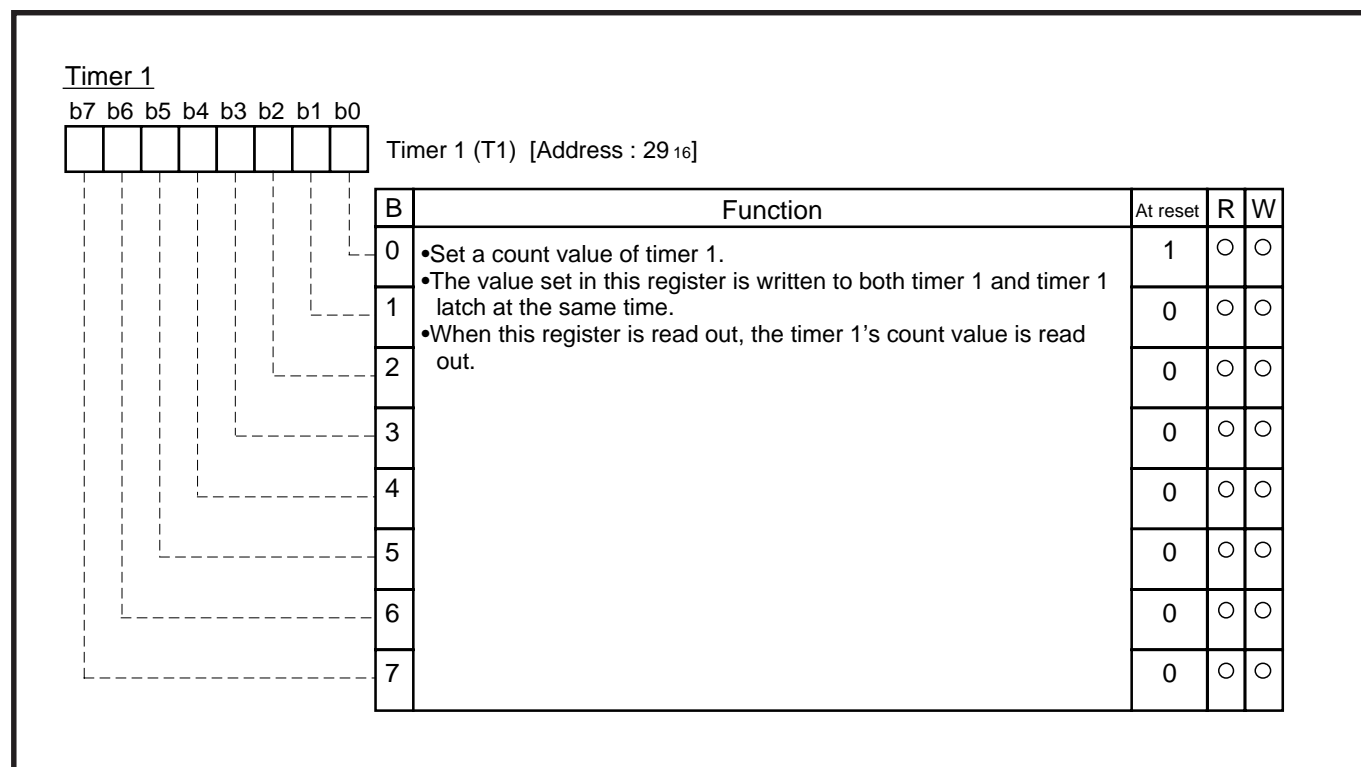 Timer 1
b7 b6 b5 b4 b3 b2 b1 b0
Timer 1 (T1) [Address : 29 16]
B Function At reset R W
0 •Set a count value of timer 1. 1 ○ ○
•The value set in this register is written to both timer 1 and timer 1
1 latch at the same time. 0 ○ ○
•When this register is read out, the timer 1’s count value is read
2 out. 0 ○ ○
3 0 ○ ○
4 0 ○ ○
5 0 ○ ○
6 0 ○ ○
7 0 ○ ○